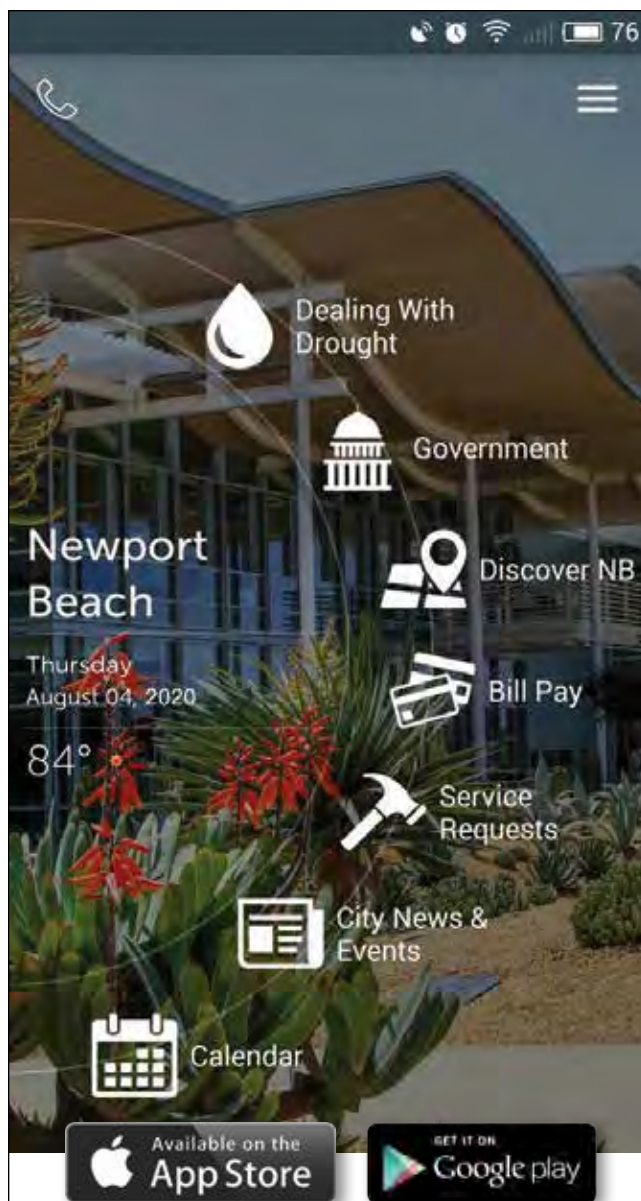 76
Dealing With
Drought
Government
Newport
Beach
Discover NB
Thursday
August 04, 2020
Bill Pay
84°
Service
Requests
City News &
Events
Calendar
Available on the
App Store
GET IT ON
Google play